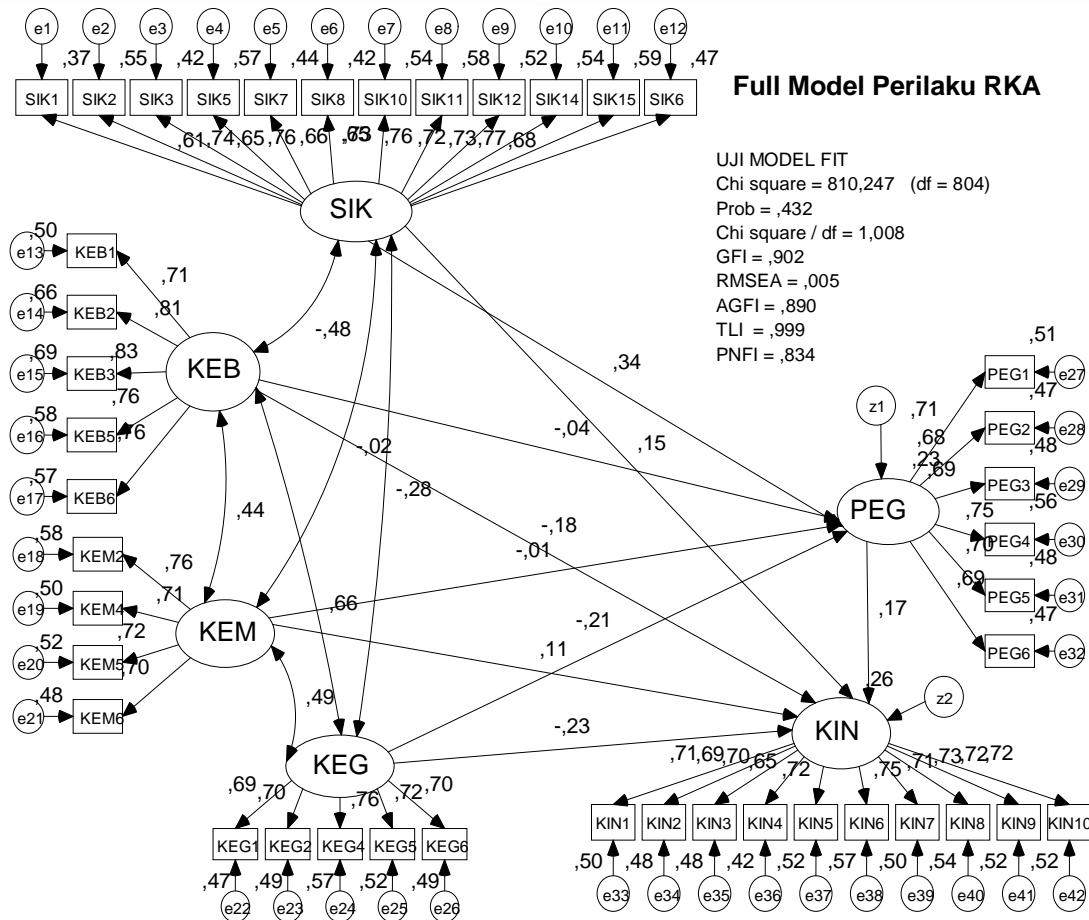 e1 e2 e3 e4 e5 e6 e7 e8 e9 e10 e11 e12
,37 ,55 ,42 ,57 ,44 ,42 ,54 ,58 ,52 ,54 ,59 ,47
SIK1 SIK2 SIK3 SIK5 SIK7 SIK8 SIK10 SIK11 SIK12 SIK14 SIK15 SIK6
Full Model Perilaku RKA
,61 ,74 ,65 ,76 ,66 ,76 ,72 ,73 ,77 ,68
SIK
UJI MODEL FIT
Chi square = 810,247 (df = 804)
Prob = ,432
Chi square / df = 1,008
GFI = ,902
RMSEA = ,005
AGFI = ,890
TLI = ,999
PNFI = ,834
,50
e13 KEB1
,71
,66
e14 KEB2
,81
,69
e15 KEB3
,83
,58
e16 KEB5
,76
,57
e17 KEB6
,76
KEB
-,48
,34
-,04
,15
-,02
-,28
,44
-,18
-,01
,66
-,21
,11
,49
-,23
,17
,58
e18 KEM2
,76
,50
e19 KEM4
,71
,52
e20 KEM5
,72
,48
e21 KEM6
,70
KEM
z1
PEG
,23
,51
PEG1 e27
,71
,47
PEG2 e28
,68
,48
PEG3 e29
,69
,56
PEG4 e30
,75
,48
PEG5 e31
,70
,47
PEG6 e32
,69
KEG
,69 ,70 ,76 ,72 ,70
KEG1 KEG2 KEG4 KEG5 KEG6
,47 ,49 ,57 ,52 ,49
e22 e23 e24 e25 e26
,26
z2
KIN
,71 ,69 ,70 ,65 ,72 ,75 ,71 ,73 ,72 ,72
KIN1 KIN2 KIN3 KIN4 KIN5 KIN6 KIN7 KIN8 KIN9 KIN10
,50 ,48 ,48 ,42 ,52 ,57 ,50 ,54 ,52 ,52
e33 e34 e35 e36 e37 e38 e39 e40 e41 e42